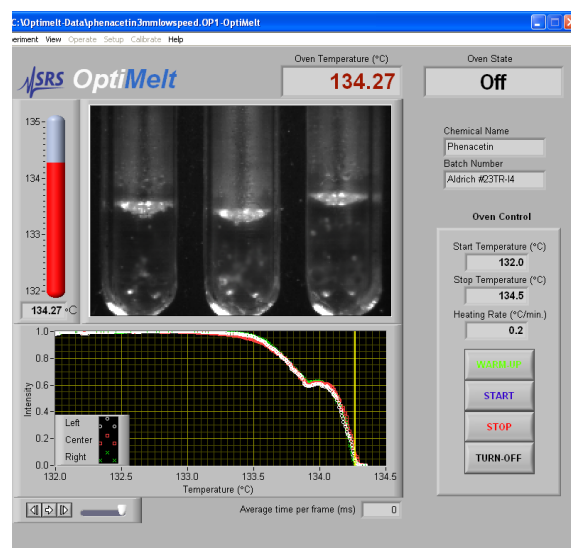 C:\Optimelt-Data\phenacetin3mmlowspeed.OP1-OptiMelt
eriment View Operate Setup Calibrate Help
SRS OptiMelt
Oven Temperature (°C)
134.27
Oven State
Off
135
134
133
132
134.27 °C
Chemical Name
Phenacetin
Batch Number
Aldrich #23TR-I4
Oven Control
Start Temperature (°C)
132.0
Stop Temperature (°C)
134.5
Heating Rate (°C/min.)
0.2
WARM-UP
START
STOP
TURN-OFF
1.0
0.8
0.6
0.4
0.2
0.0
Intensity
Left
Center
Right
132.0 132.5 133.0 133.5 134.0 134.5
Temperature (°C)
Average time per frame (ms) 0